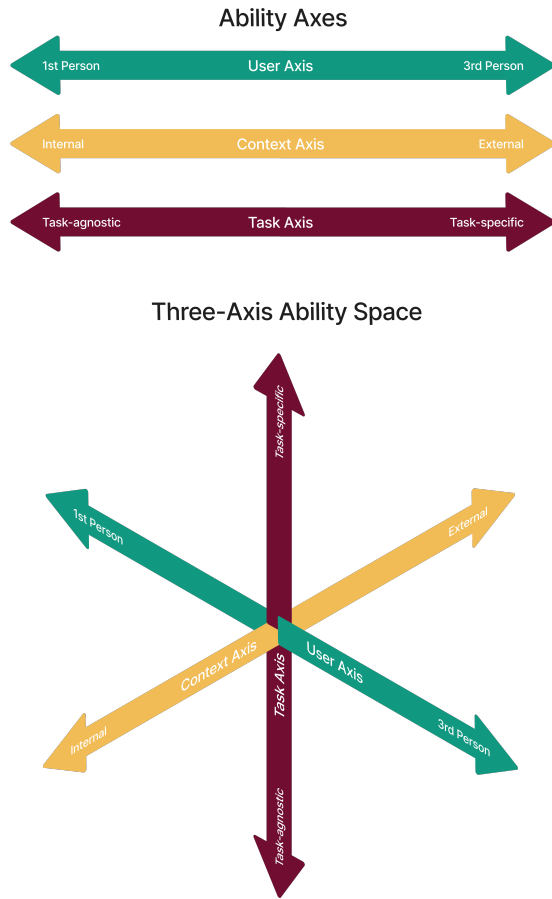 Ability Axes
1st Person User Axis 3rd Person
Internal Context Axis External
Task-agnostic Task Axis Task-specific
Three-Axis Ability Space
Task-specific
1st Person
External
Context Axis
User Axis
Task Axis
Internal
3rd Person
Task-agnostic